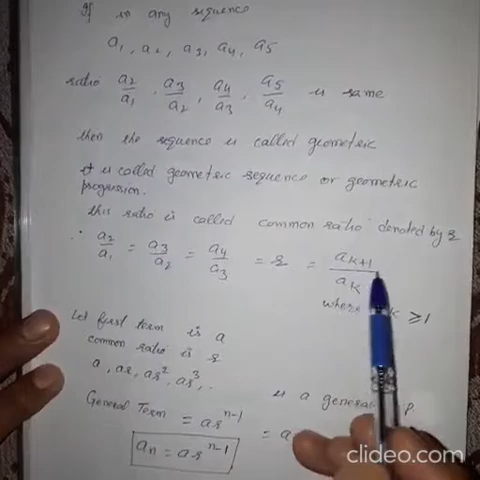 If in any sequence
a1, a2, a3, a4, a5
ratio a2/a1, a3/a2, a4/a3, a5/a4 is same
then the sequence is called geometric
it is called geometric sequence or geometric
progression.
this ratio is called common ratio denoted by r
∴ a2/a1 = a3/a2 = a4/a3 = r = ak+1/ak
where k ≥ 1
Let first term is a
common ratio is r
a, ar, ar², ar³, .
is a general P.
General Term = ar^n-1
= a
an = ar^n-1
clideo.com